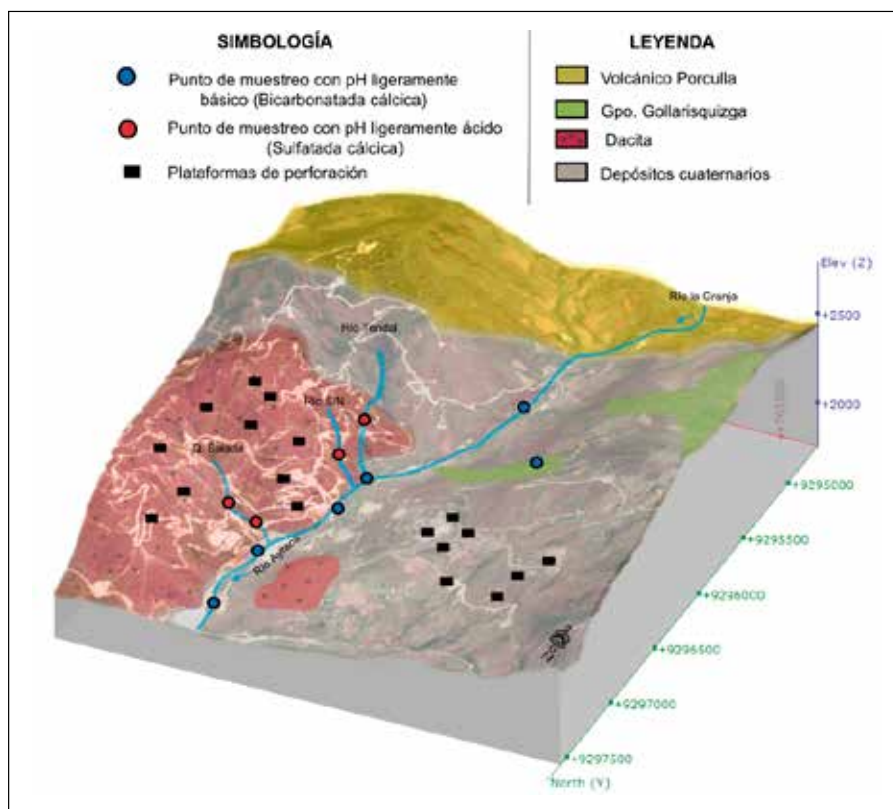 SIMBOLOGÍA
Punto de muestreo con pH ligeramente
básico (Bicarbonatada cálcica)
Punto de muestreo con pH ligeramente ácido
(Sulfatada cálcica)
Plataformas de perforación
LEYENDA
Volcánico Porculla
Gpo. Gollarisquizga
Dacita
Depósitos cuaternarios
Elev (Z)
Río la Granja
+2500
Río Tendal
+2000
Río S/N
Q. Salada
+9295000
+9295500
Río
+9296000
+9296500
+9297000
+9297500
North (Y)